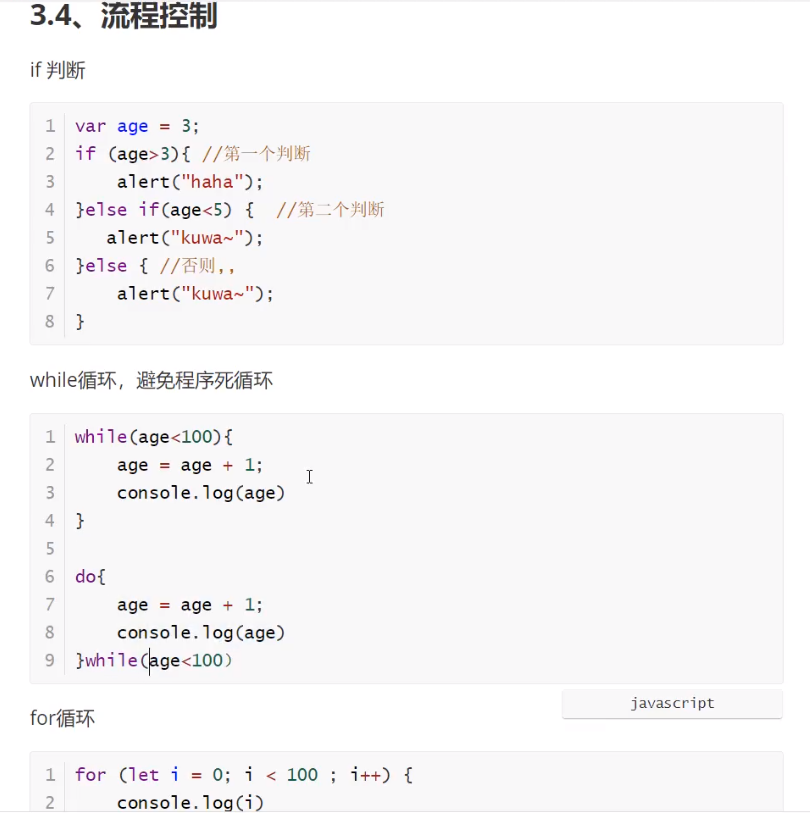 3.4、流程控制
if 判断
1 var age = 3;
2 if (age>3){ //第一个判断
3     alert("haha");
4 }else if(age<5) {  //第二个判断
5    alert("kuwa~");
6 }else { //否则,,
7     alert("kuwa~");
8 }
while循环，避免程序死循环
1 while(age<100){
2     age = age + 1;
3     console.log(age)
4 }
5
6 do{
7     age = age + 1;
8     console.log(age)
9 }while(age<100）
javascript
for循环
1 for (let i = 0; i < 100 ; i++) {
2     console.log(i)